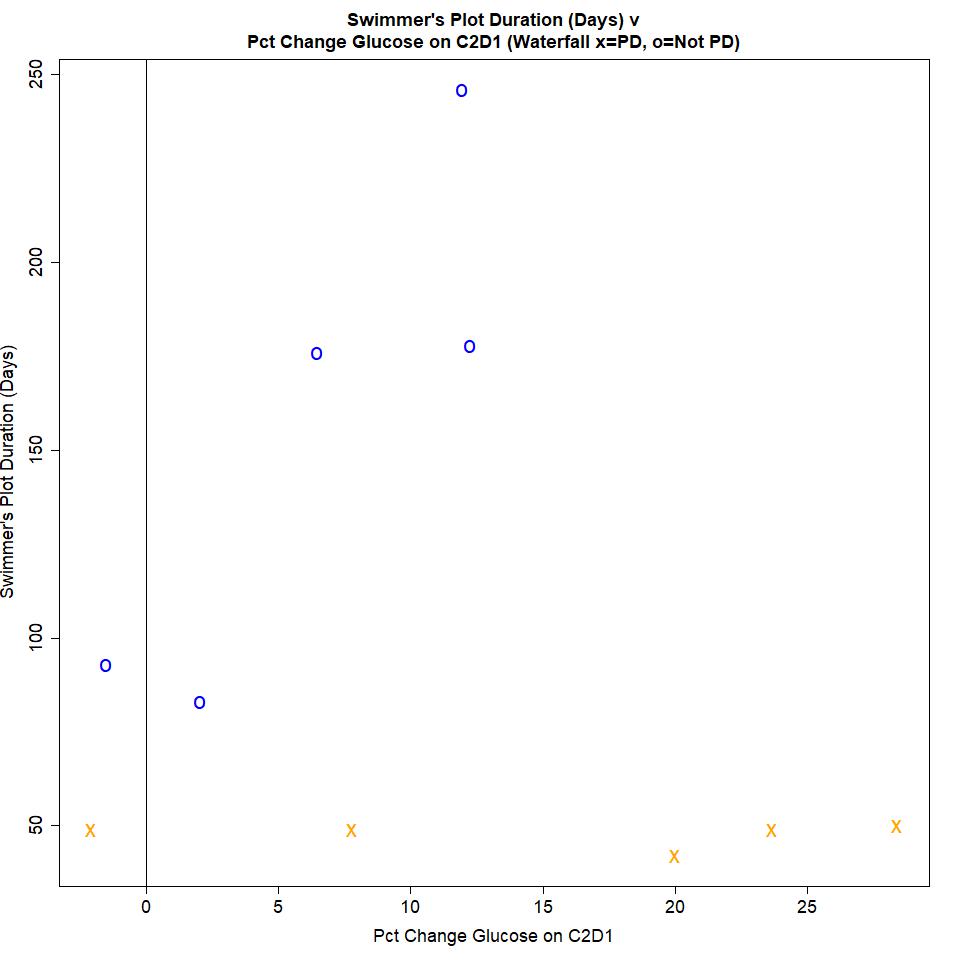 Swimmer's Plot Duration (Days) v
Pct Change Glucose on C2D1 (Waterfall x=PD, o=Not PD)
Swimmer's Plot Duration (Days)
250
200
150
100
50
o
o
o
o
o
x
x
x
x
x
0 5 10 15 20 25
Pct Change Glucose on C2D1